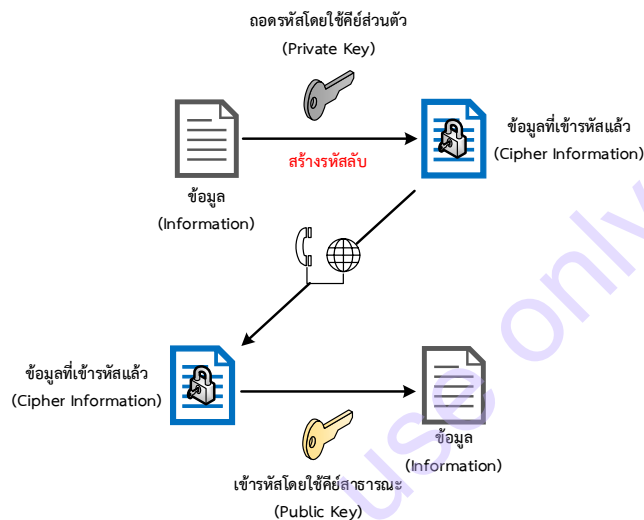 ถอดรหัสโดยใช้คีย์ส่วนตัว
(Private Key)
สร้างรหัสลับ
ข้อมูล
(Information)
ข้อมูลที่เข้ารหัสแล้ว
(Cipher Information)
ข้อมูลที่เข้ารหัสแล้ว
(Cipher Information)
ข้อมูล
(Information)
เข้ารหัสโดยใช้คีย์สาธารณะ
(Public Key)
use only